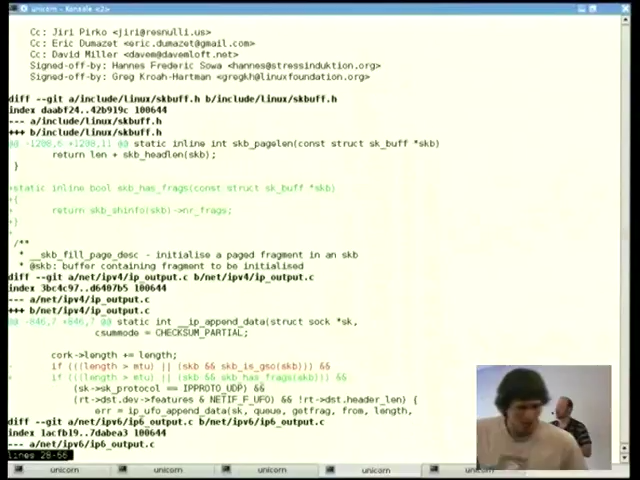 unicorn - Konsole <2>
Cc: Jiri Pirko <jiri@resnulli.us>
Cc: Eric Dumazet <eric.dumazet@gmail.com>
Cc: David Miller <davem@davemloft.net>
Signed-off-by: Hannes Frederic Sowa <hannes@stressinduktion.org>
Signed-off-by: Greg Kroah-Hartman <gregkh@linuxfoundation.org>
diff --git a/include/linux/skbuff.h b/include/linux/skbuff.h
index daabf24..42b919c 100644
--- a/include/linux/skbuff.h
+++ b/include/linux/skbuff.h
@@ -1208,6 +1208,11 @@ static inline int skb_pagelen(const struct sk_buff *skb)
return len + skb_headlen(skb);
}
+static inline bool skb_has_frags(const struct sk_buff *skb)
+{
+ return skb_shinfo(skb)->nr_frags;
+}
+
/**
* __skb_fill_page_desc - initialise a paged fragment in an skb
* @skb: buffer containing fragment to be initialised
diff --git a/net/ipv4/ip_output.c b/net/ipv4/ip_output.c
index 3bc4c97..d6407b5 100644
--- a/net/ipv4/ip_output.c
+++ b/net/ipv4/ip_output.c
@@ -846,7 +846,7 @@ static int __ip_append_data(struct sock *sk,
csummode = CHECKSUM_PARTIAL;
cork->length += length;
- if (((length > mtu) || (skb && skb_is_gso(skb))) &&
+ if (((length > mtu) || (skb && skb_has_frags(skb))) &&
(sk->sk_protocol == IPPROTO_UDP) &&
(rt->dst.dev->features & NETIF_F_UFO) && !rt->dst.header_len) {
err = ip_ufo_append_data(sk, queue, getfrag, from, length,
diff --git a/net/ipv6/ip6_output.c b/net/ipv6/ip6_output.c
index 1acfb19..7dabea3 100644
--- a/net/ipv6/ip6_output.c
lines 28-56
unicorn
unicorn
unicorn
unicorn
unicorn